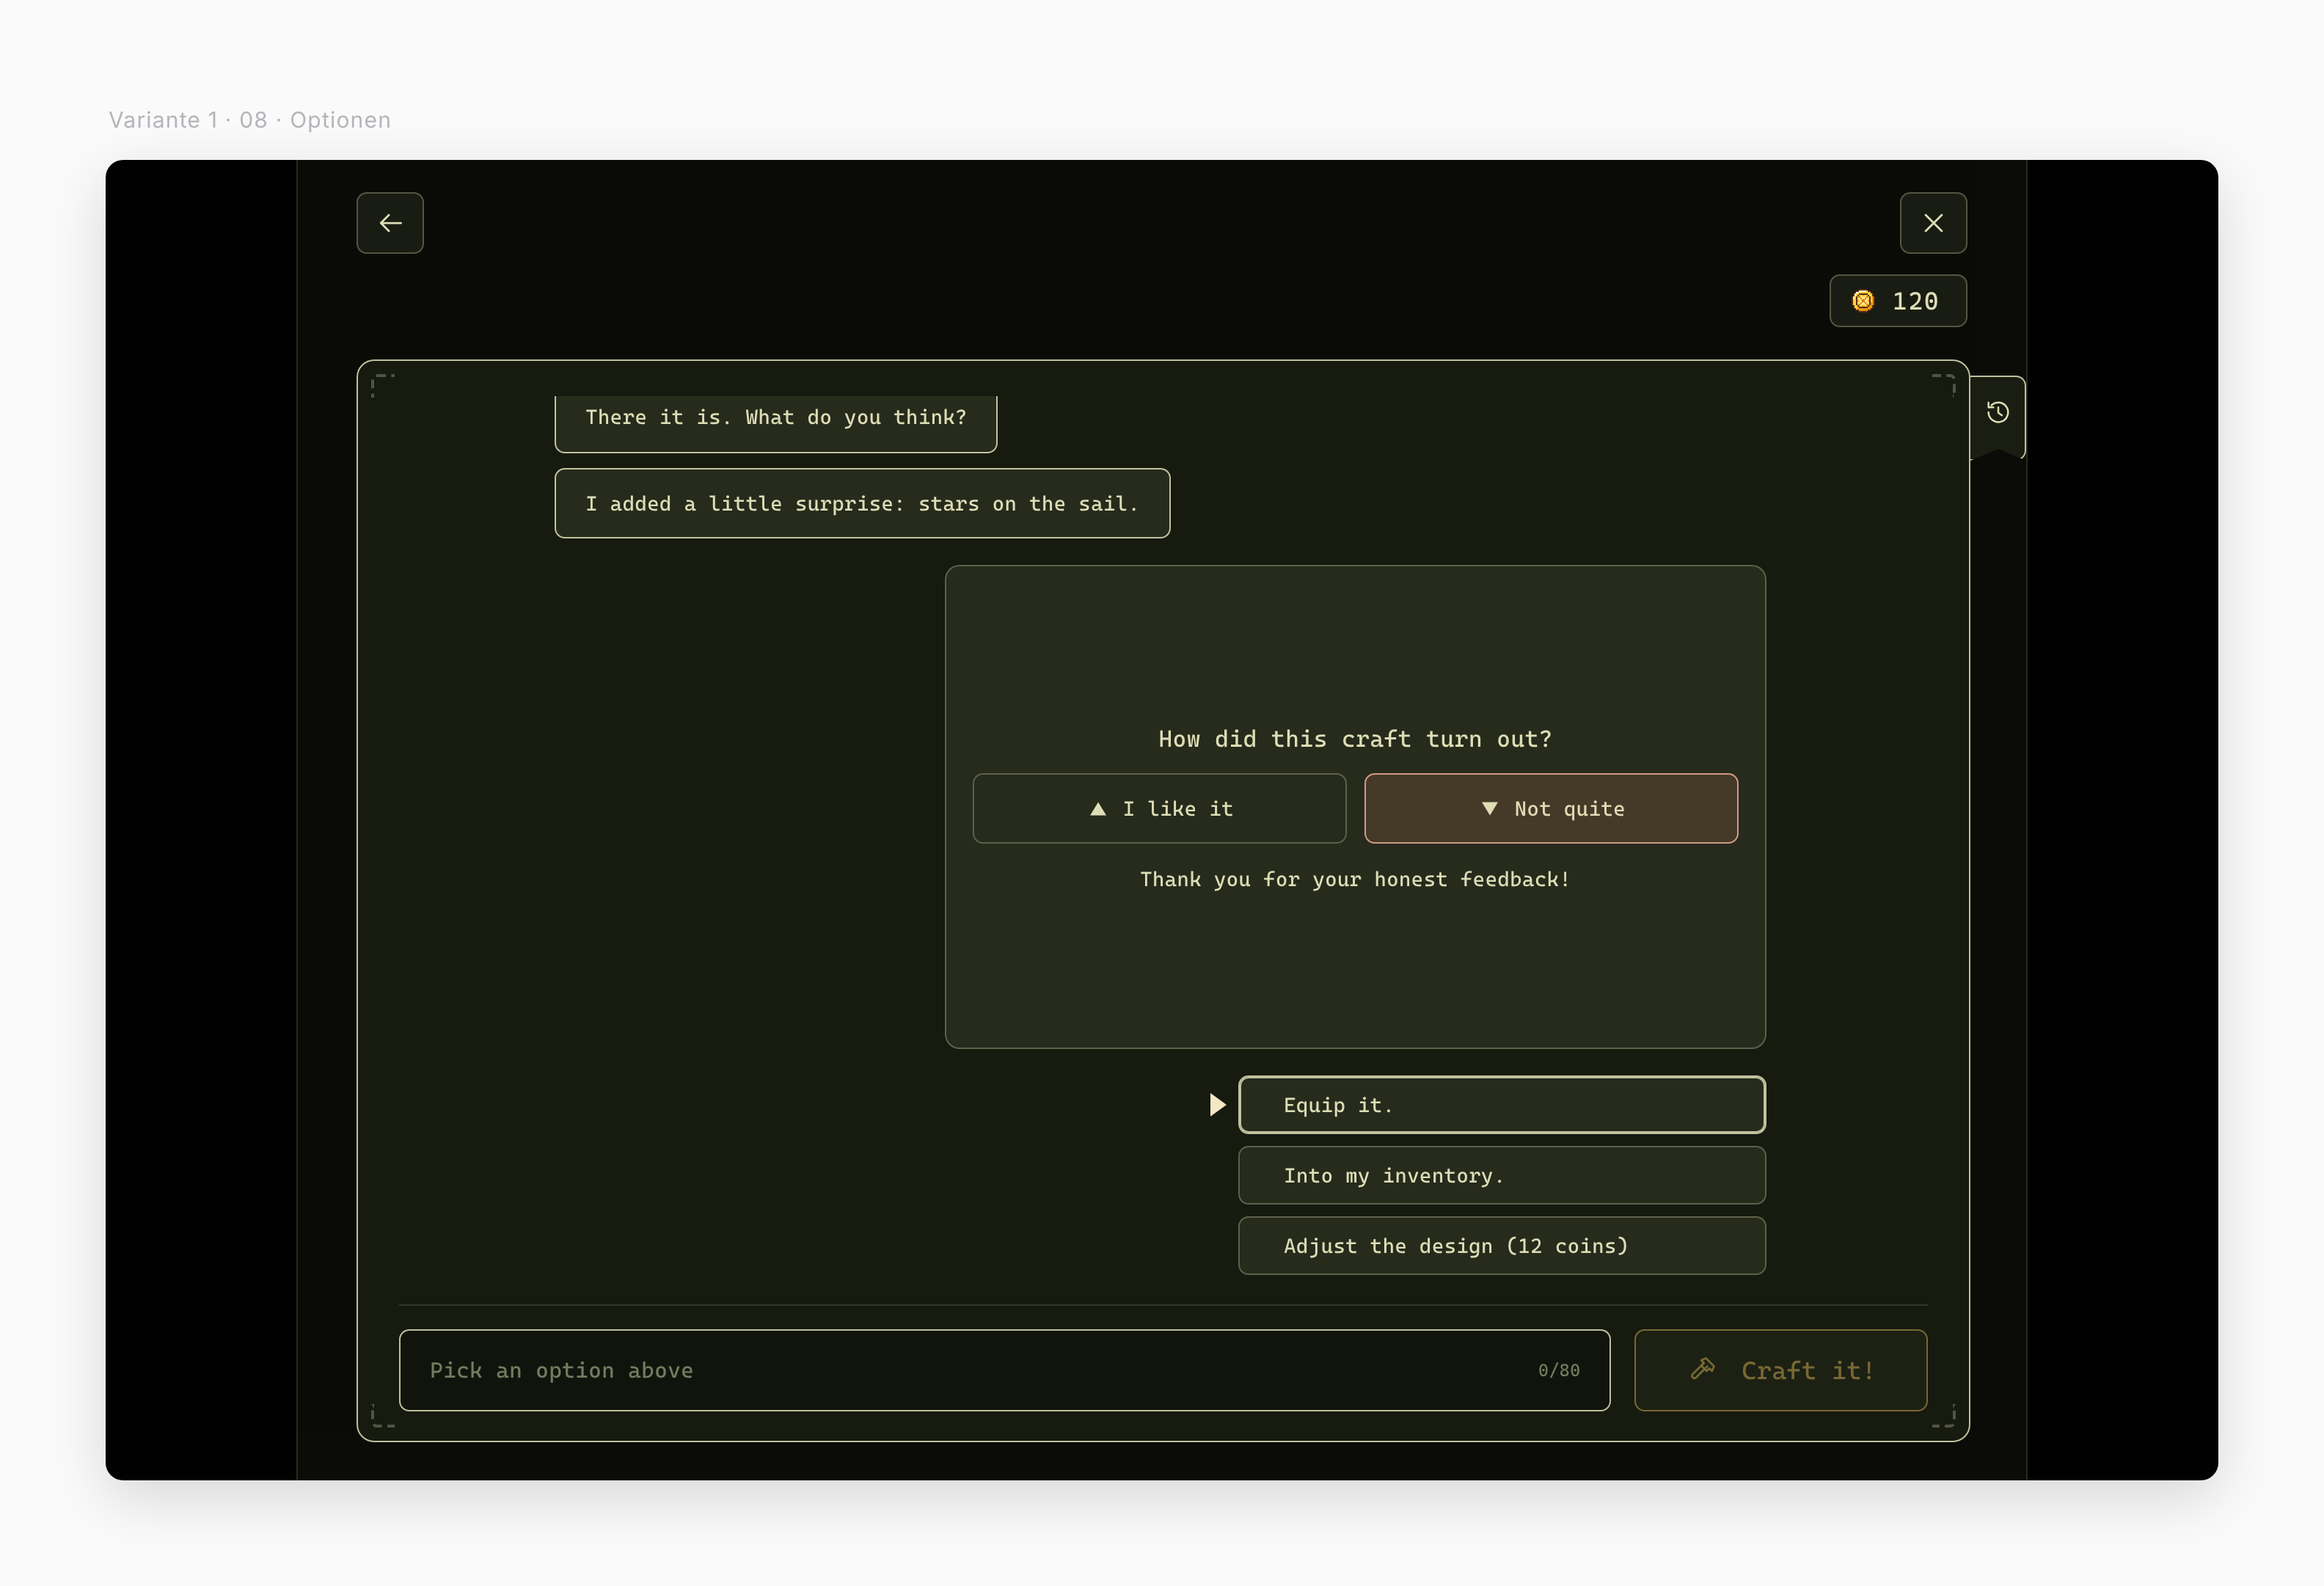 Variante 1 · 08 · Optionen
120
There it is. What do you think?
I added a little surprise: stars on the sail.
How did this craft turn out?
▲ I like it
▼ Not quite
Thank you for your honest feedback!
Equip it.
Into my inventory.
Adjust the design (12 coins)
Pick an option above
0/80
Craft it!